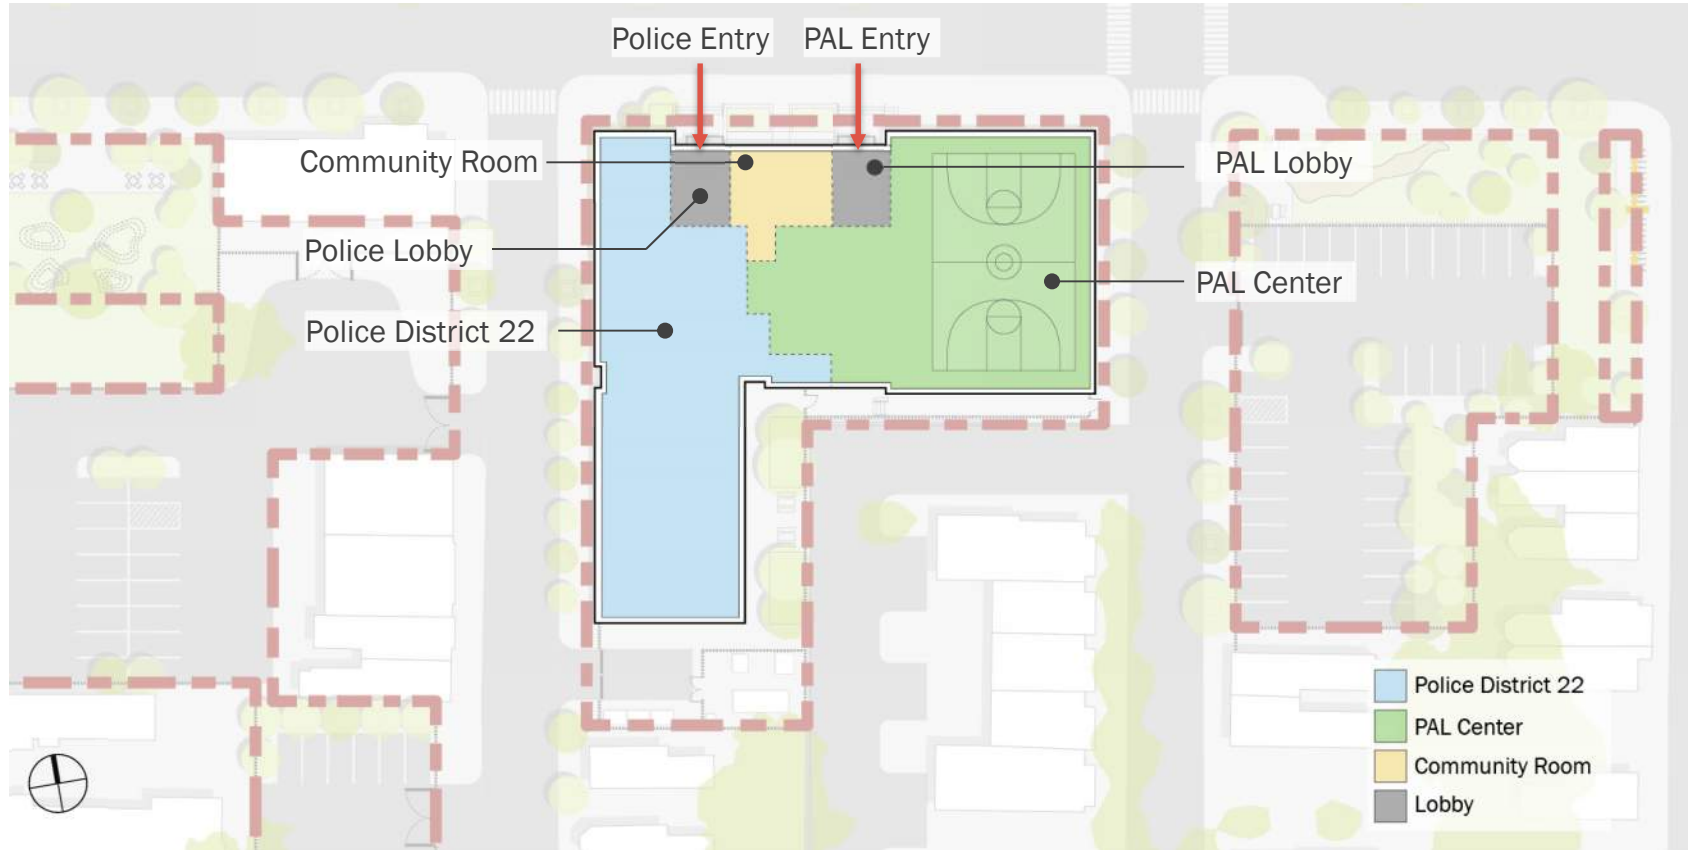 Police Entry
PAL Entry
Community Room
PAL Lobby
Police Lobby
PAL Center
Police District 22
Police District 22
PAL Center
Community Room
Lobby